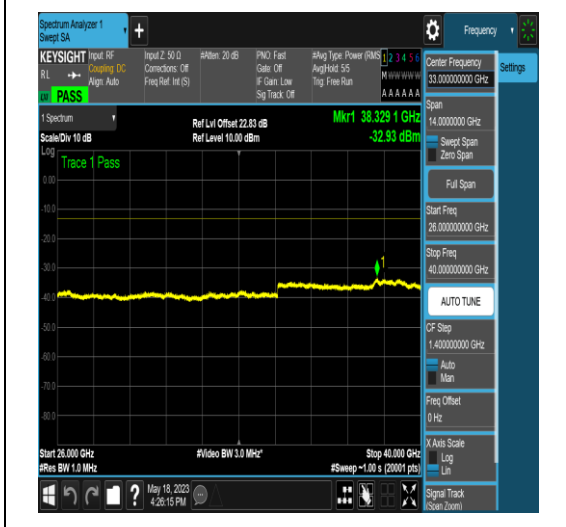 Spectrum Analyzer 1
Swept SA
+
Frequency
KEYSIGHT
RL
PASS
Input: RF
Coupling: DC
Align: Auto
Input Z: 50 Ω
Corrections: Off
Freq Ref: Int (S)
#Atten: 20 dB
PNO: Fast
Gate: Off
IF Gain: Low
Sig Track: Off
#Avg Type: Power (RMS)
Avg|Hold: 5/5
Trig: Free Run
1 2 3 4 5 6
M W W W W W
A A A A A A
1 Spectrum
Scale/Div 10 dB
Ref Lvl Offset 22.83 dB
Ref Level 10.00 dBm
Mkr1 38.329 1 GHz
-32.93 dBm
Log
Trace 1 Pass
0.00
-10.0
-20.0
-30.0
-40.0
-50.0
-60.0
-70.0
-80.0
1
Start 26.000 GHz
#Res BW 1.0 MHz
#Video BW 3.0 MHz*
Stop 40.000 GHz
#Sweep ~1.00 s (20001 pts)
?
May 18, 2023
4:26:15 PM
Center Frequency
33.000000000 GHz
Settings
Span
14.0000000 GHz
Swept Span
Zero Span
Full Span
Start Freq
26.000000000 GHz
Stop Freq
40.000000000 GHz
AUTO TUNE
CF Step
1.400000000 GHz
Auto
Man
Freq Offset
0 Hz
X Axis Scale
Log
Lin
Signal Track
(Span Zoom)